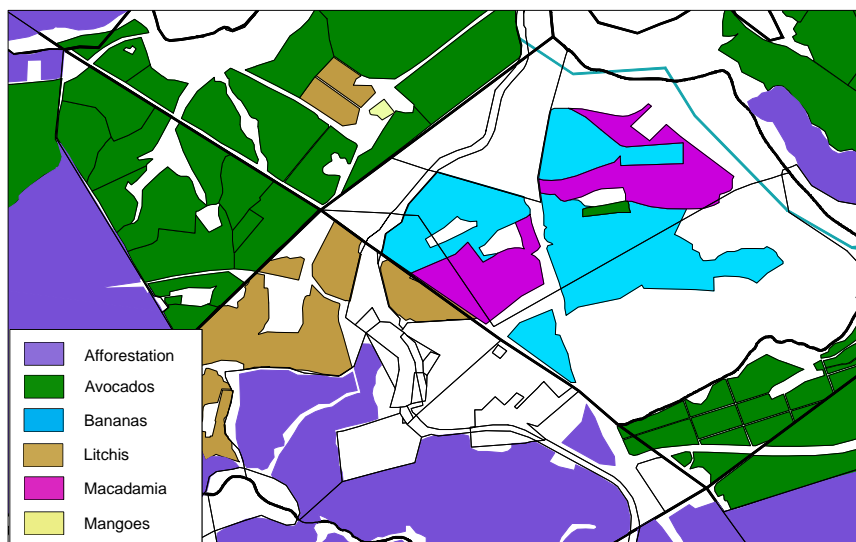 Afforestation
Avocados
Bananas
Litchis
Macadamia
Mangoes